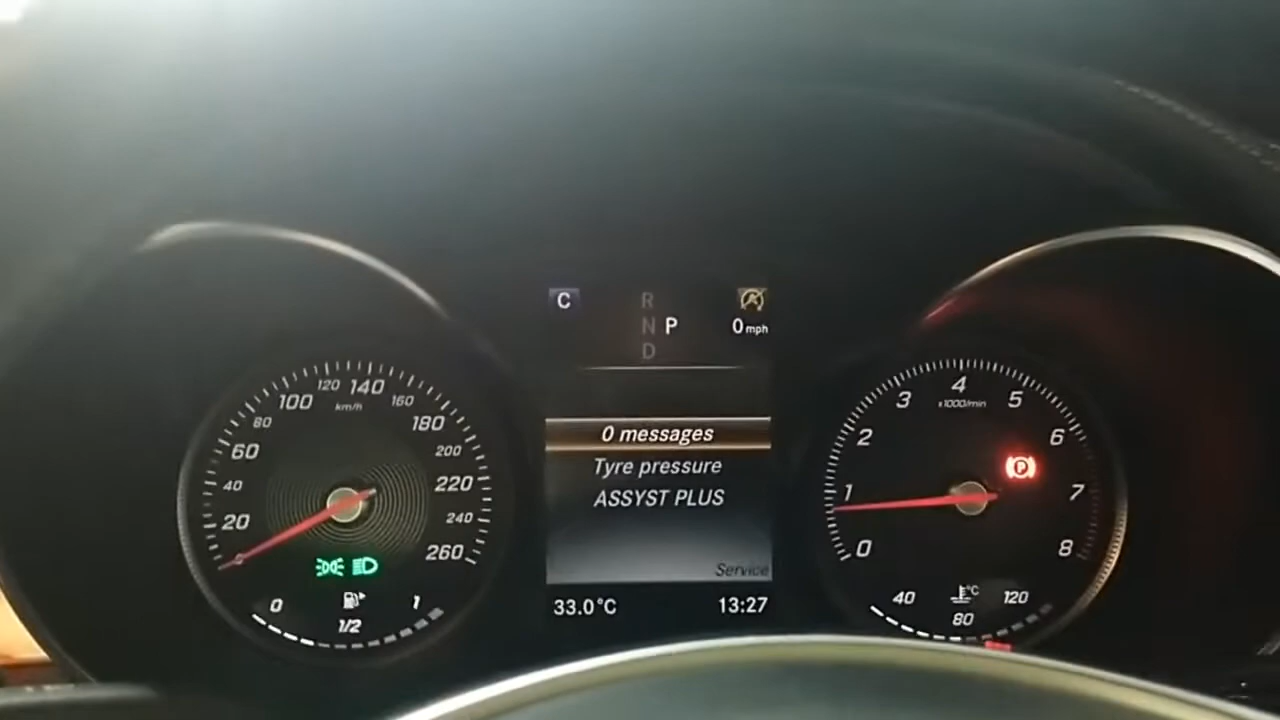 C
R
N P
D
0 mph
0 messages
Tyre pressure
ASSYST PLUS
Service
33.0°C
13:27
20
40
60
80
100
120
140
160
180
200
220
240
260
km/h
0
1/2
1
0
1
2
3
4
5
6
7
8
x1000/min
P
40
80
120
°C